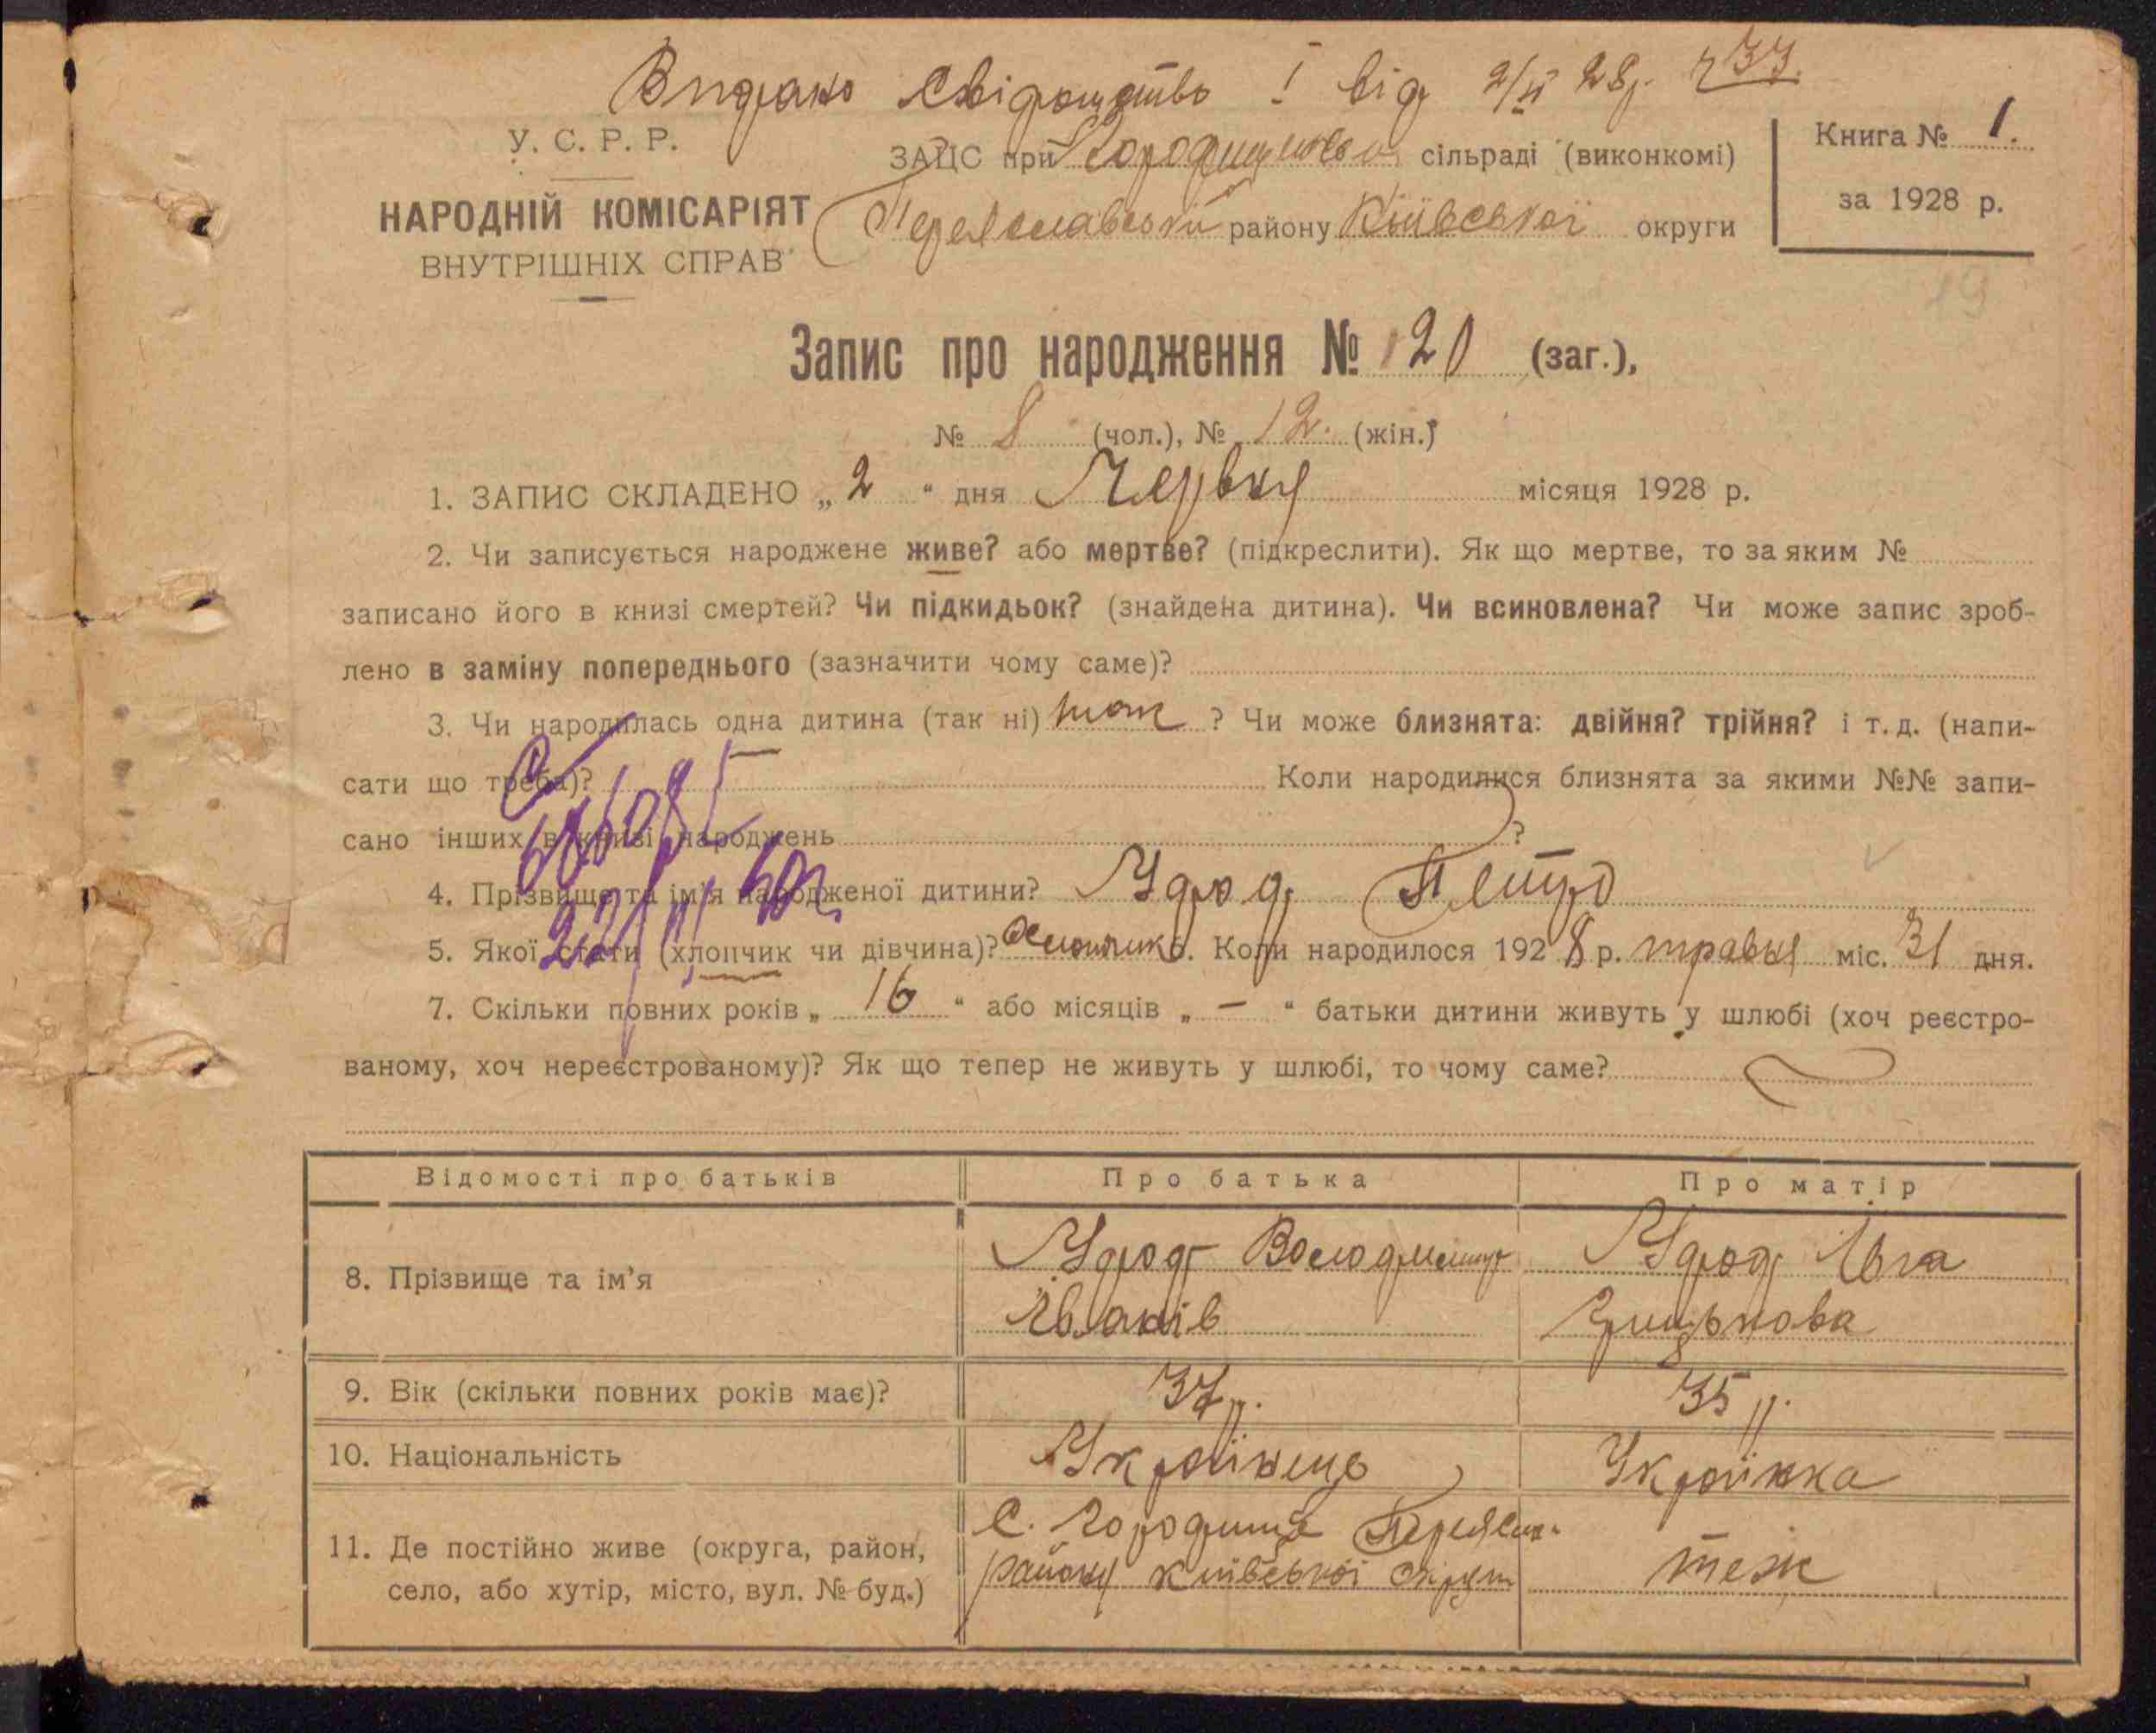 Видано Свідоцтво І від 2/VI 28р. ч 33.
У. С. Р. Р.
НАРОДНІЙ КОМІСАРІЯТ
ВНУТРІШНІХ СПРАВ
ЗАЦС при сільраді (виконкомі)
Переяславський району Київської округи
Книга № 1.
за 1928 р.
19
Запис про народження № 20 (заг.),
№ 8 (чол.), № 12. (жін.)
1. ЗАПИС СКЛАДЕНО „ 2 “ дня Червня місяця 1928 р.
2. Чи записується народжене живе? або мертве? (підкреслити). Як що мертве, то за яким №
записано його в книзі смертей? Чи підкидьок? (знайдена дитина). Чи всиновлена? Чи може запис зроб-
лено в заміну попереднього (зазначити чому саме)?
3. Чи народилась одна дитина (так ні) так ? Чи може близнята: двійня? трійня? і т. д. (напи-
сати що треба)? Коли народилися близнята за якими №№ запи-
сано інших в книзі народжень ?
4. Прізвище та ім’я народженої дитини? Удод Петро
5. Якої стати (хлопчик чи дівчина)? Коли народилося 1928 р. травня міс. 31 дня.
7. Скільки повних років „ 16 “ або місяців „ — “ батьки дитини живуть у шлюбі (хоч реєстро-
ваному, хоч нереєстрованому)? Як що тепер не живуть у шлюбі, то чому саме?
Відомості про батьків Про батька Про матір
8. Прізвище та ім’я Удод Володимир Удод Ївга
Грицькова
9. Вік (скільки повних років має)? 37 р. 35 р.
10. Національність Українець Українка
11. Де постійно живе (округа, район, село, або хутір, місто, вул. № буд.) С. Городище Переясл.
району Київської округи теж